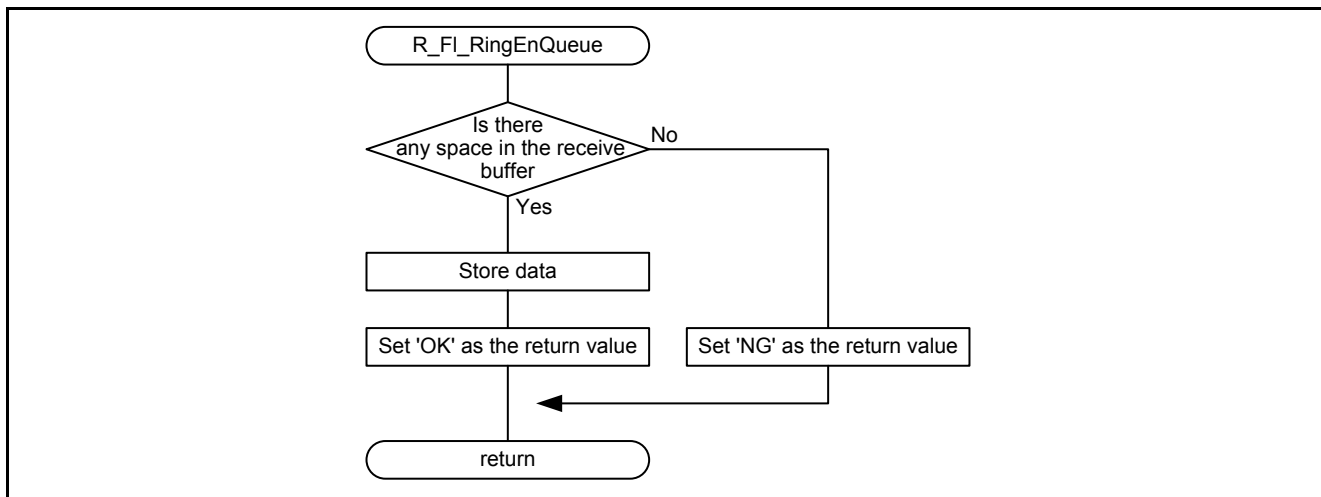 R_Fl_RingEnQueue
Is there
any space in the receive
buffer
No
Yes
Store data
Set 'OK' as the return value
Set 'NG' as the return value
return